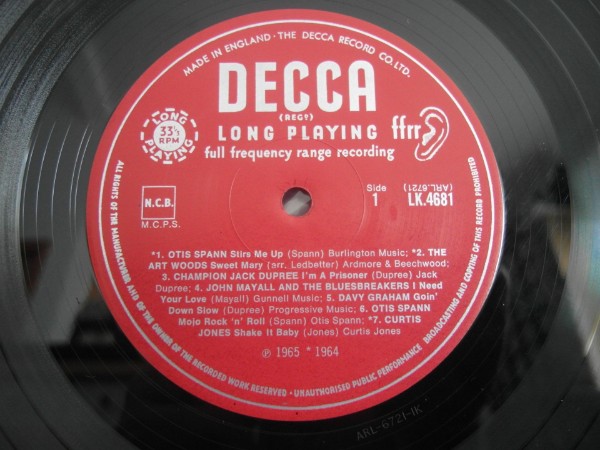 MADE IN ENGLAND · THE DECCA RECORD CO. LTD.
DECCA
(REGD)
LONG PLAYING
33⅓
RPM
LONG PLAYING
ffrr
full frequency range recording
N.C.B.
M.C.P.S.
Side
1
(ARL.6721)
LK.4681
*1. OTIS SPANN Stirs Me Up (Spann) Burlington Music; *2. THE
ART WOODS Sweet Mary (arr. Ledbetter) Ardmore & Beechwood;
3. CHAMPION JACK DUPREE I'm A Prisoner (Dupree) Jack
Dupree; 4. JOHN MAYALL AND THE BLUESBREAKERS I Need
Your Love (Mayall) Gunnell Music; 5. DAVY GRAHAM Goin'
Down Slow (Dupree) Progressive Music; 6. OTIS SPANN
Mojo Rock 'n' Roll (Spann) Otis Spann; *7. CURTIS
JONES Shake It Baby (Jones) Curtis Jones
℗ 1965 * 1964
ALL RIGHTS OF THE MANUFACTURER AND OF THE OWNER OF THE RECORDED WORK RESERVED · UNAUTHORISED PUBLIC PERFORMANCE BROADCASTING AND COPYING OF THIS RECORD PROHIBITED
ARL-6721-1K